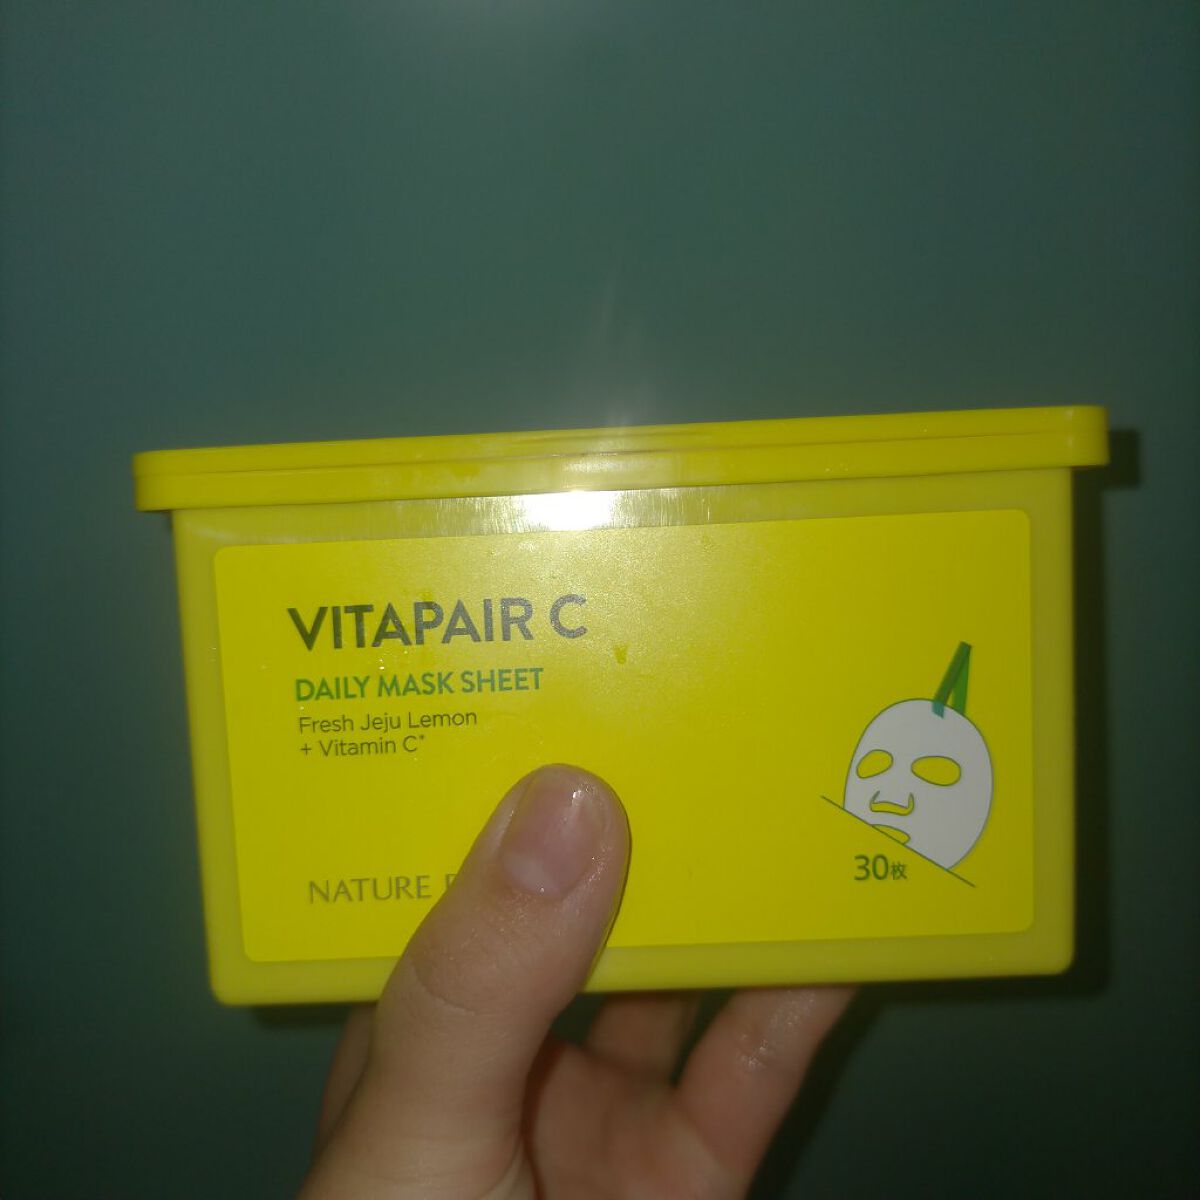 VITAPAIR C
DAILY MASK SHEET
Fresh Jeju Lemon
+ Vitamin C*
NATURE
30枚